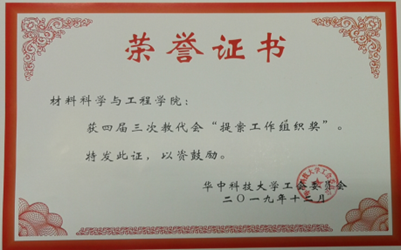 荣誉证书
材料科学与工程学院：
获四届三次教代会“提案工作组织奖”。
特发此证，以资鼓励。
华中科技大学工会委员会
二〇一九年十二月